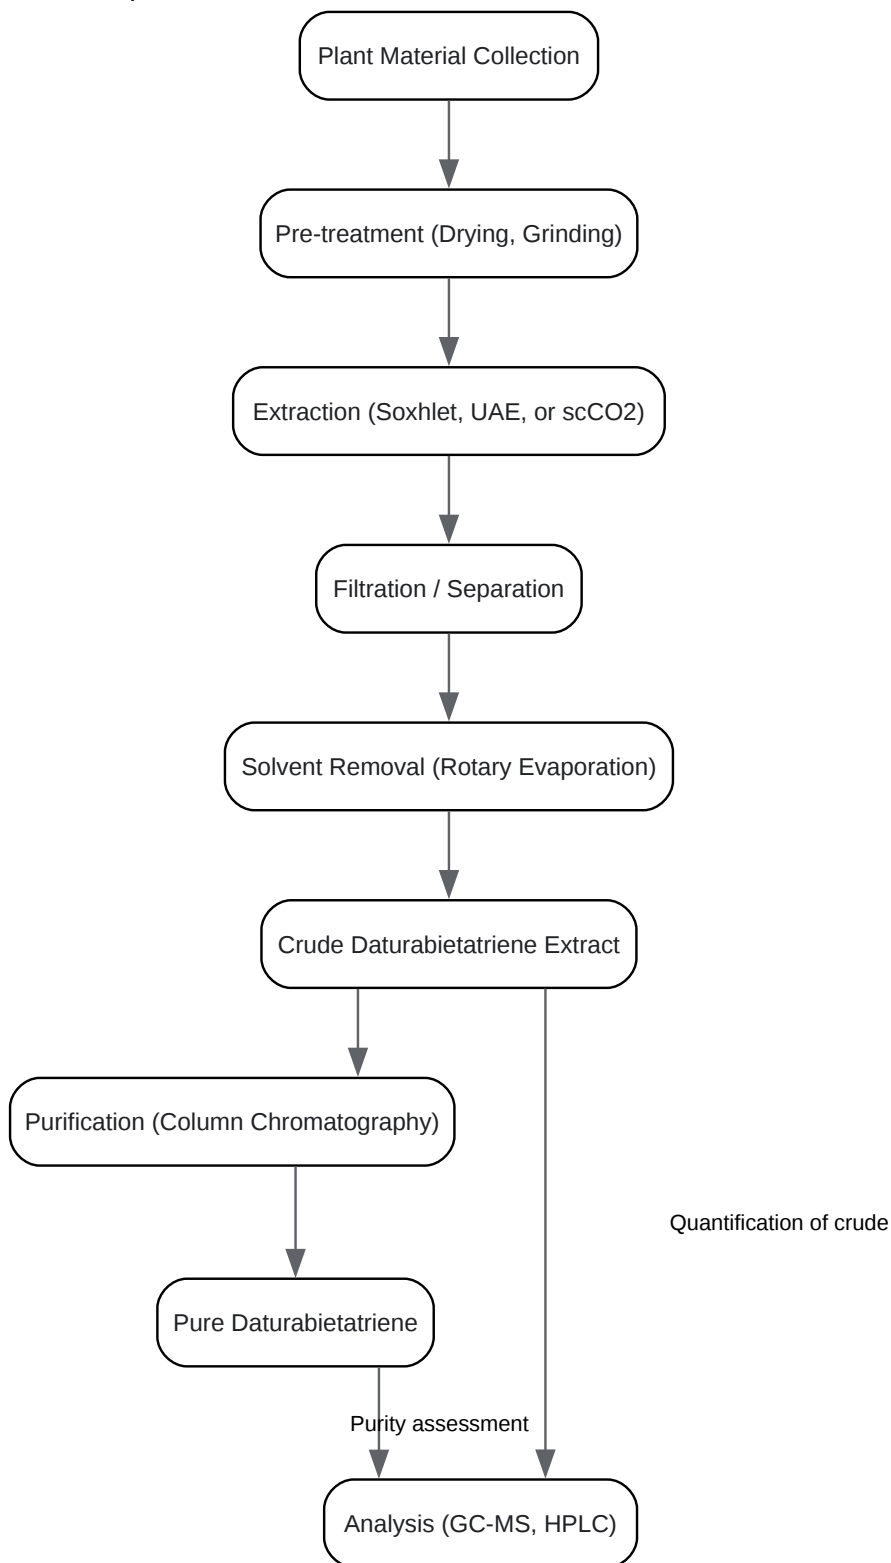 Plant Material Collection
Pre-treatment (Drying, Grinding)
Extraction (Soxhlet, UAE, or scCO2)
Filtration / Separation
Solvent Removal (Rotary Evaporation)
Crude Daturabietatriene Extract
Purification (Column Chromatography)
Quantification of crude
Pure Daturabietatriene
Purity assessment
Analysis (GC-MS, HPLC)